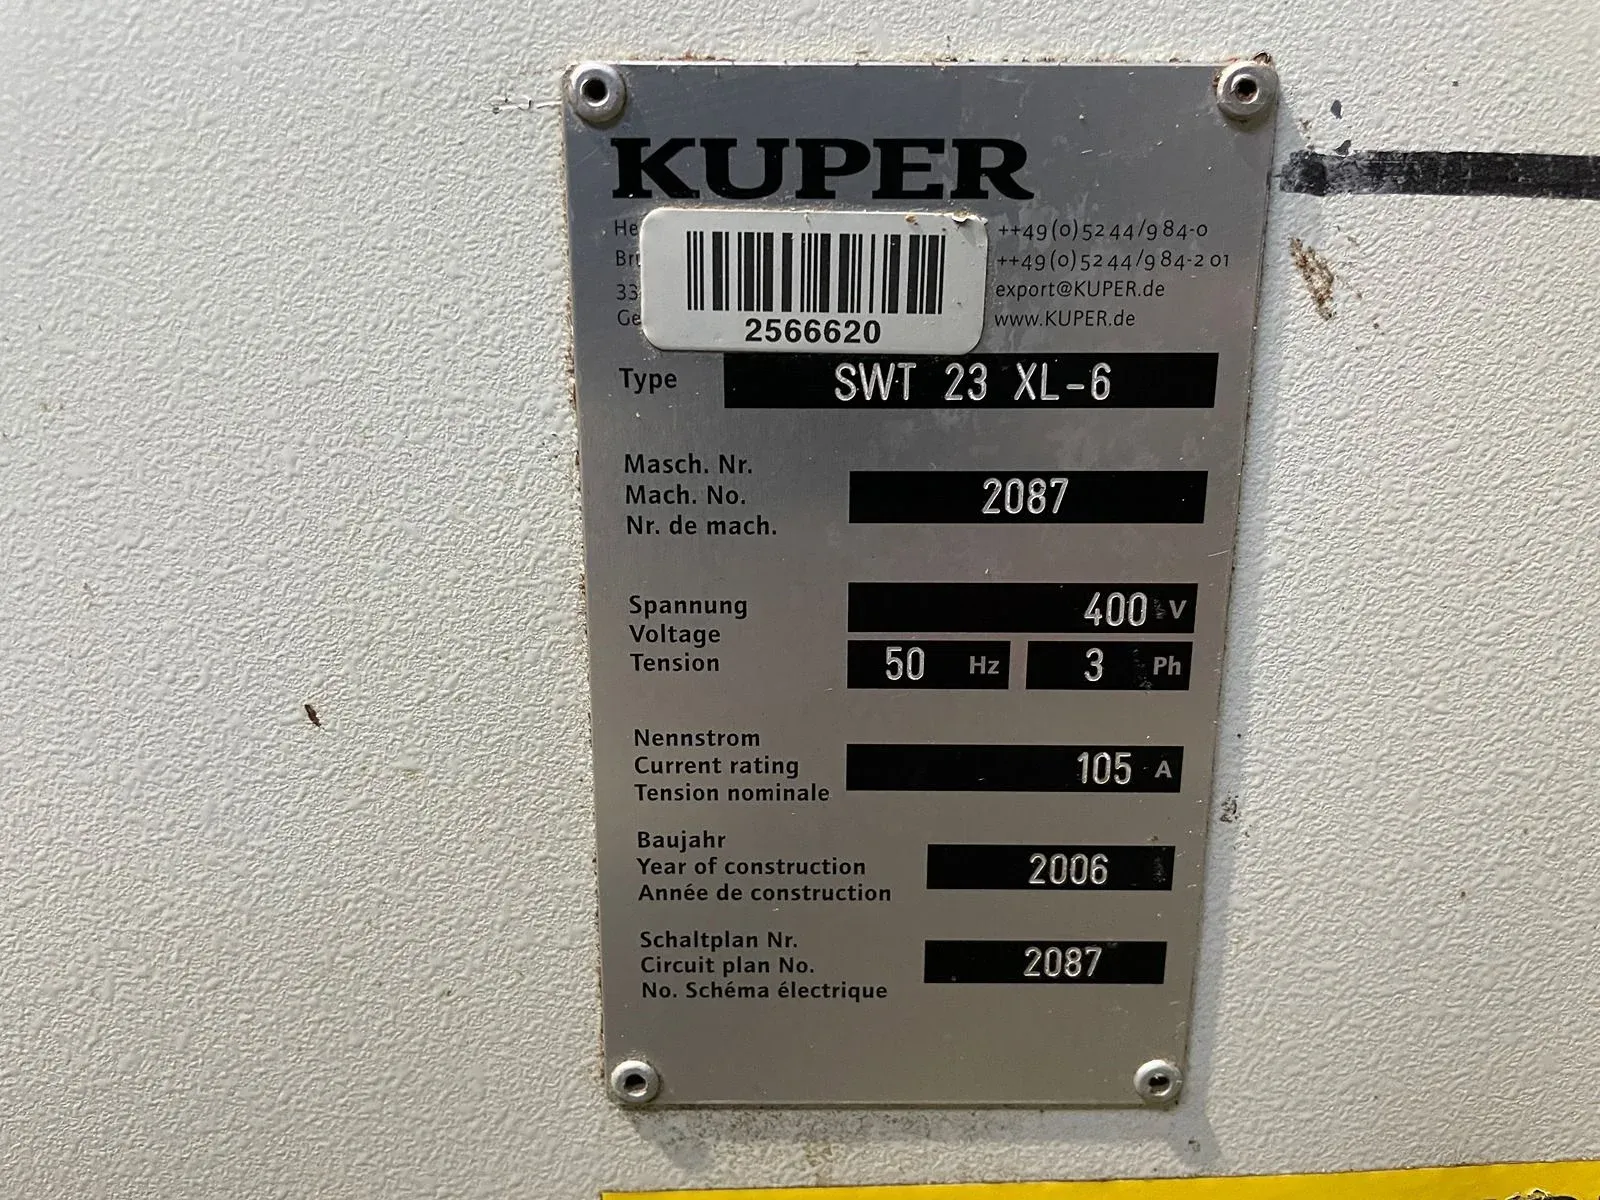 KUPER
++49(0)5244/984-0
++49(0)5244/984-201
33
export@KUPER.de
www.KUPER.de
2566620
Type SWT 23 XL-6
Masch. Nr.
Mach. No. 2087
Nr. de mach.
Spannung 400 V
Voltage
Tension 50 Hz 3 Ph
Nennstrom
Current rating 105 A
Tension nominale
Baujahr
Year of construction 2006
Année de construction
Schaltplan Nr.
Circuit plan No. 2087
No. Schéma électrique